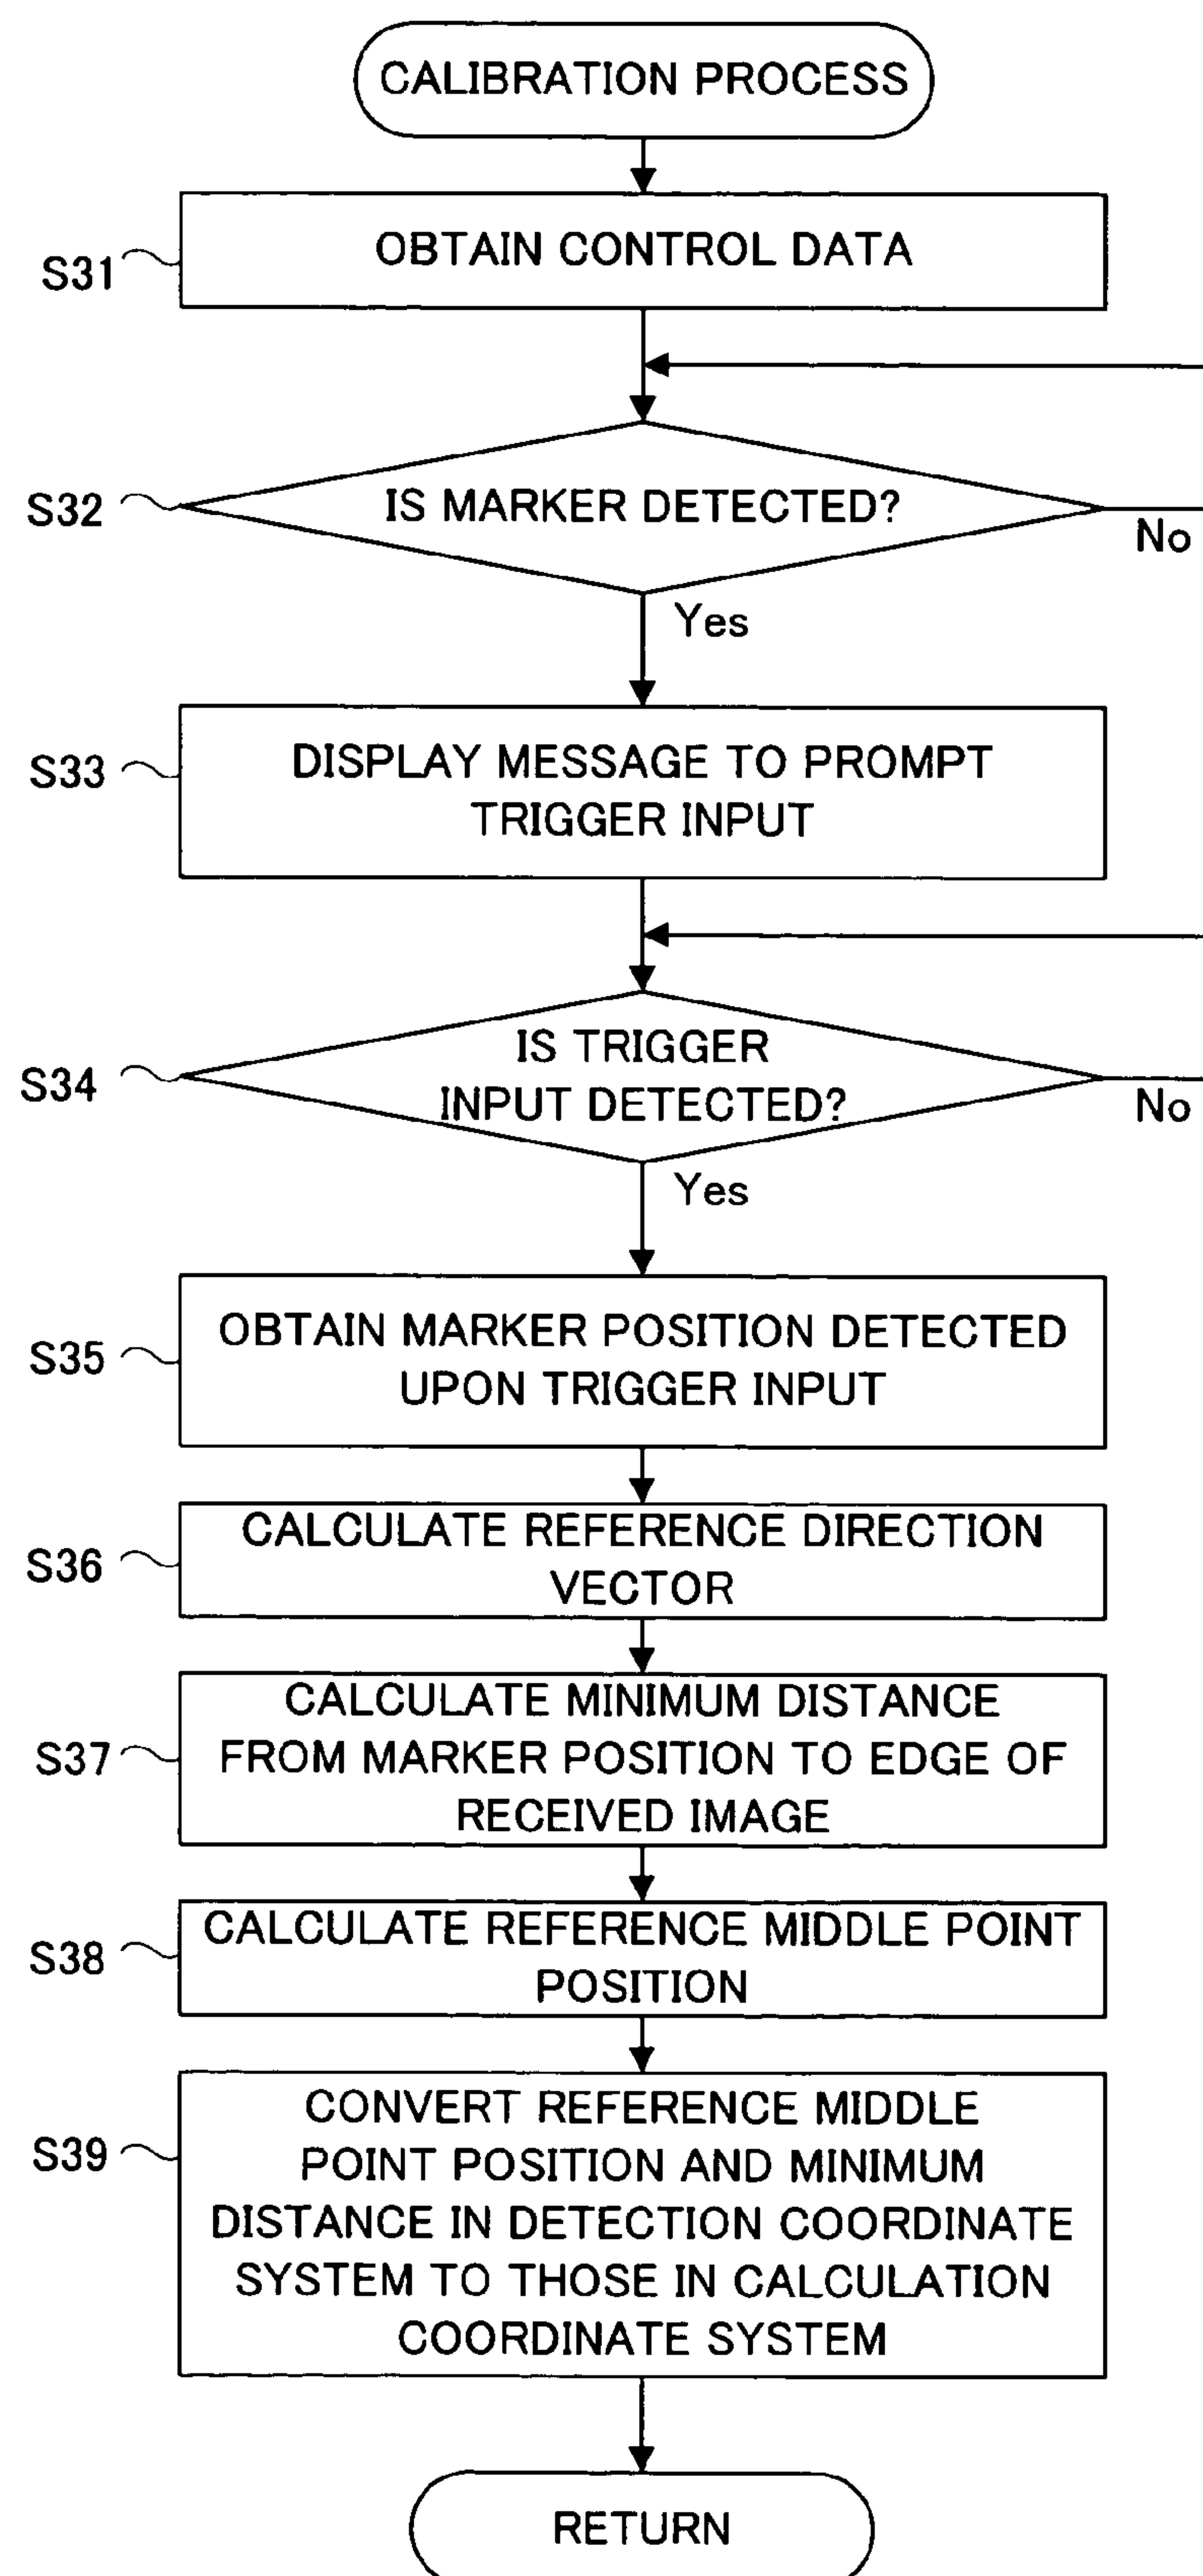 CALIBRATION PROCESS
S31
OBTAIN CONTROL DATA
S32
IS MARKER DETECTED?
No
Yes
S33
DISPLAY MESSAGE TO PROMPT
TRIGGER INPUT
S34
IS TRIGGER
INPUT DETECTED?
No
Yes
S35
OBTAIN MARKER POSITION DETECTED
UPON TRIGGER INPUT
S36
CALCULATE REFERENCE DIRECTION
VECTOR
S37
CALCULATE MINIMUM DISTANCE
FROM MARKER POSITION TO EDGE OF
RECEIVED IMAGE
S38
CALCULATE REFERENCE MIDDLE POINT
POSITION
S39
CONVERT REFERENCE MIDDLE
POINT POSITION AND MINIMUM
DISTANCE IN DETECTION COORDINATE
SYSTEM TO THOSE IN CALCULATION
COORDINATE SYSTEM
RETURN